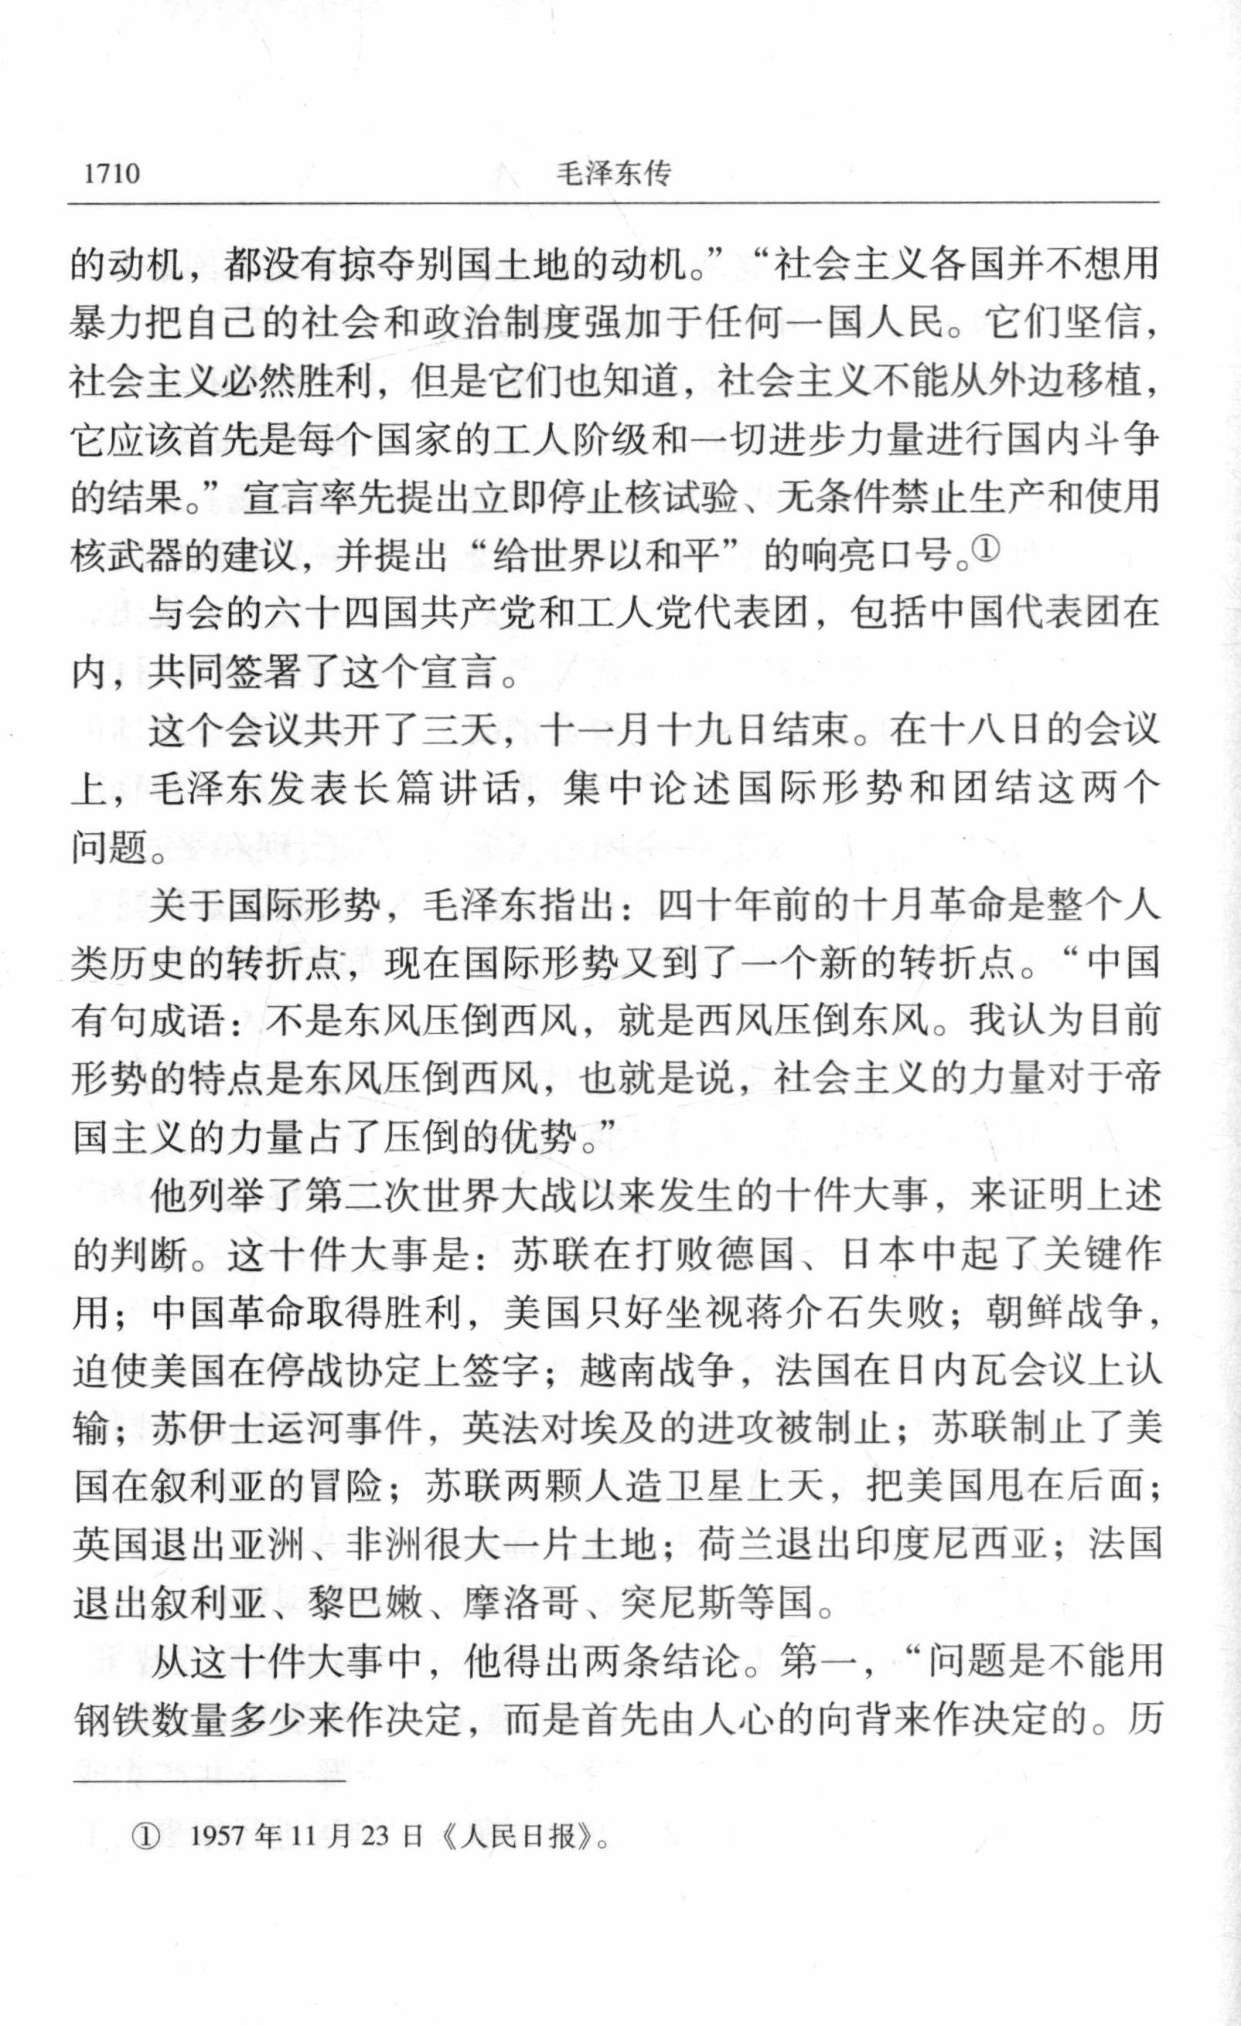 1710 毛泽东传
的动机，都没有掠夺别国土地的动机。”“社会主义各国并不想用
暴力把自己的社会和政治制度强加于任何一国人民。它们坚信，
社会主义必然胜利，但是它们也知道，社会主义不能从外边移植，
它应该首先是每个国家的工人阶级和一切进步力量进行国内斗争
的结果。”宣言率先提出立即停止核试验、无条件禁止生产和使用
核武器的建议，并提出“给世界以和平”的响亮口号。①
与会的六十四国共产党和工人党代表团，包括中国代表团在
内，共同签署了这个宣言。
这个会议共开了三天，十一月十九日结束。在十八日的会议
上，毛泽东发表长篇讲话，集中论述国际形势和团结这两个
问题。
关于国际形势，毛泽东指出：四十年前的十月革命是整个人
类历史的转折点，现在国际形势又到了一个新的转折点。“中国
有句成语：不是东风压倒西风，就是西风压倒东风。我认为目前
形势的特点是东风压倒西风，也就是说，社会主义的力量对于帝
国主义的力量占了压倒的优势。”
他列举了第二次世界大战以来发生的十件大事，来证明上述
的判断。这十件大事是：苏联在打败德国、日本中起了关键作
用；中国革命取得胜利，美国只好坐视蒋介石失败；朝鲜战争，
迫使美国在停战协定上签字；越南战争，法国在日内瓦会议上认
输；苏伊士运河事件，英法对埃及的进攻被制止；苏联制止了美
国在叙利亚的冒险；苏联两颗人造卫星上天，把美国甩在后面；
英国退出亚洲、非洲很大一片土地；荷兰退出印度尼西亚；法国
退出叙利亚、黎巴嫩、摩洛哥、突尼斯等国。
从这十件大事中，他得出两条结论。第一，“问题是不能用
钢铁数量多少来作决定，而是首先由人心的向背来作决定的。历
① 1957年11月23日《人民日报》。